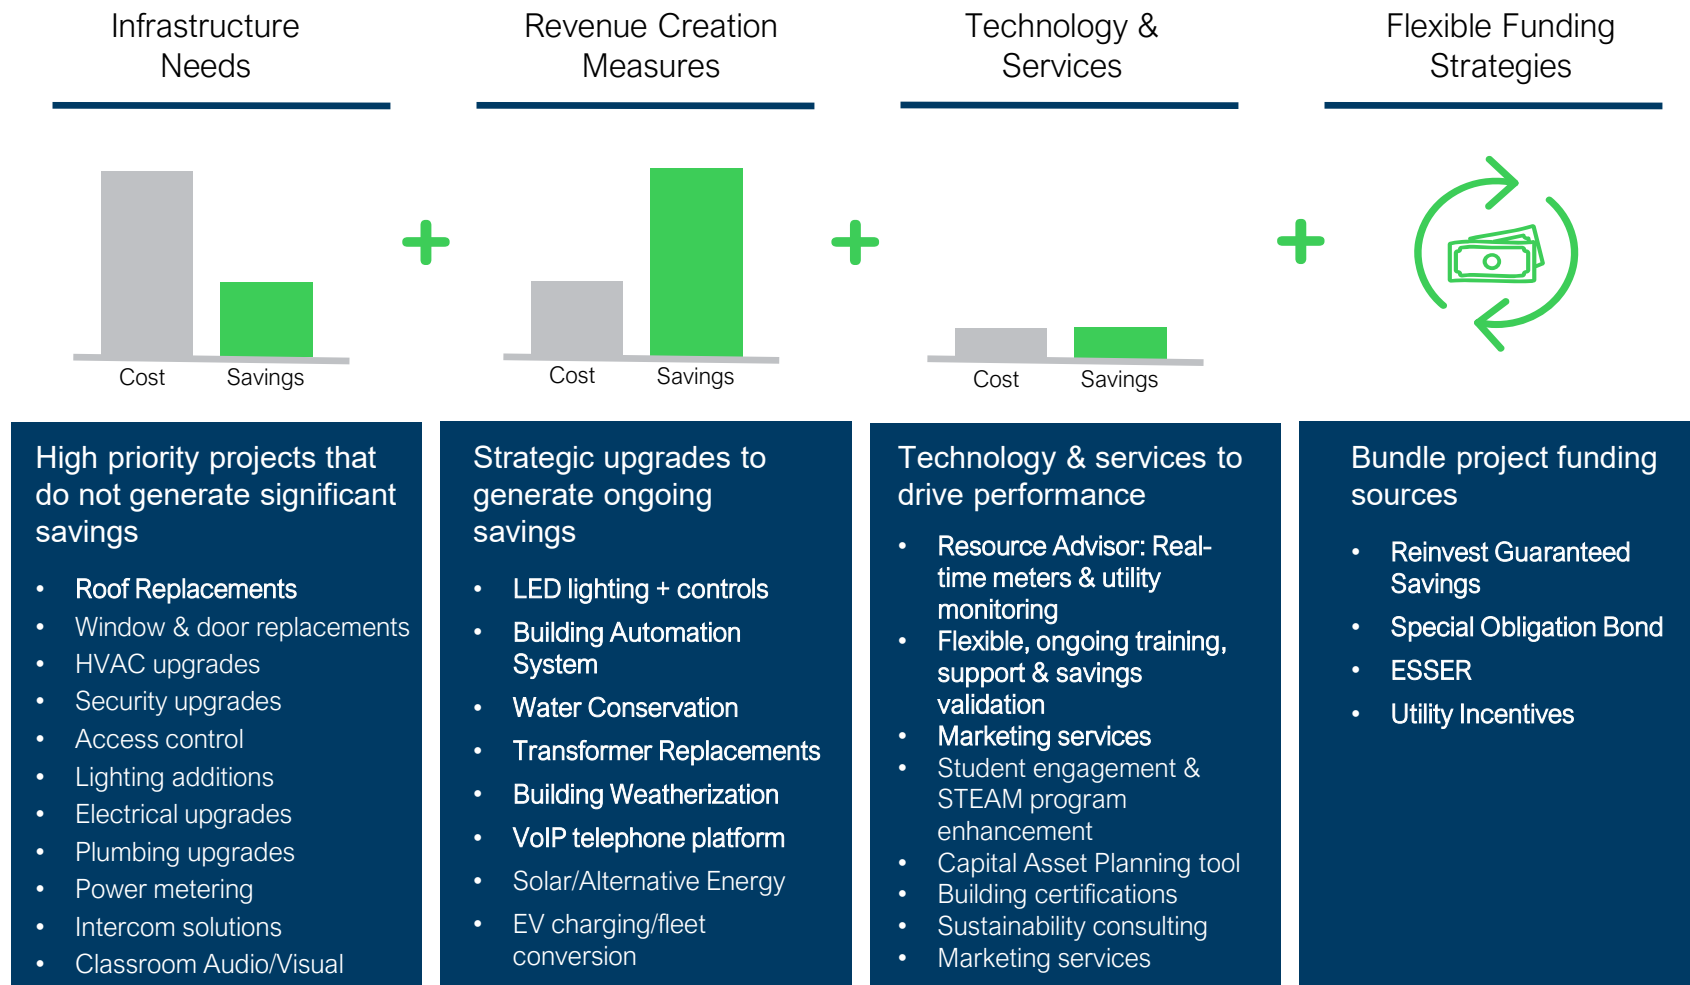 Infrastructure
Needs
Revenue Creation
Measures
Technology &
Services
Flexible Funding
Strategies
Cost
Savings
Cost
Savings
Cost
Savings
High priority projects that
do not generate significant
savings
• Roof Replacements
• Window & door replacements
• HVAC upgrades
• Security upgrades
• Access control
• Lighting additions
• Electrical upgrades
• Plumbing upgrades
• Power metering
• Intercom solutions
• Classroom Audio/Visual
Strategic upgrades to
generate ongoing
savings
• LED lighting + controls
• Building Automation
System
• Water Conservation
• Transformer Replacements
• Building Weatherization
• VoIP telephone platform
• Solar/Alternative Energy
• EV charging/fleet
conversion
Technology & services to
drive performance
• Resource Advisor: Real-
time meters & utility
monitoring
• Flexible, ongoing training,
support & savings
validation
• Marketing services
• Student engagement &
STEAM program
enhancement
• Capital Asset Planning tool
• Building certifications
• Sustainability consulting
• Marketing services
Bundle project funding
sources
• Reinvest Guaranteed
Savings
• Special Obligation Bond
• ESSER
• Utility Incentives